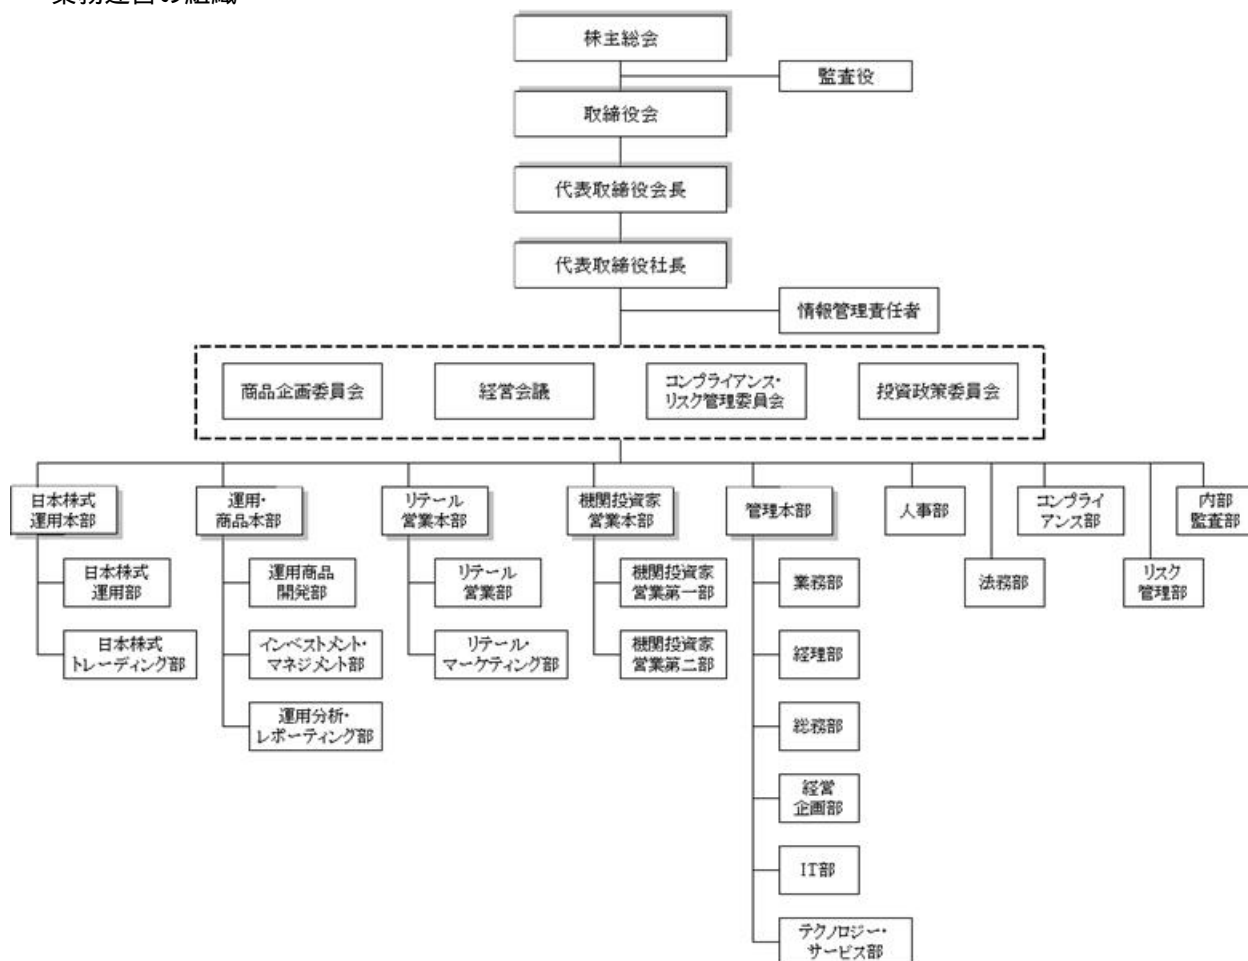 業務運営の組織
株主総会
監査役
取締役会
代表取締役会長
代表取締役社長
情報管理責任者
商品企画委員会
経営会議
コンプライアンス・
リスク管理委員会
投資政策委員会
日本株式
運用本部
運用・
商品本部
リテール
営業本部
機関投資家
営業本部
管理本部
人事部
コンプライ
アンス部
内部
監査部
日本株式
運用部
運用商品
開発部
リテール
営業部
機関投資家
営業第一部
業務部
法務部
リスク
管理部
日本株式
トレーディング部
インベストメント・
マネジメント部
リテール・
マーケティング部
機関投資家
営業第二部
経理部
運用分析・
レポーティング部
総務部
経営
企画部
IT部
テクノロジー・
サービス部